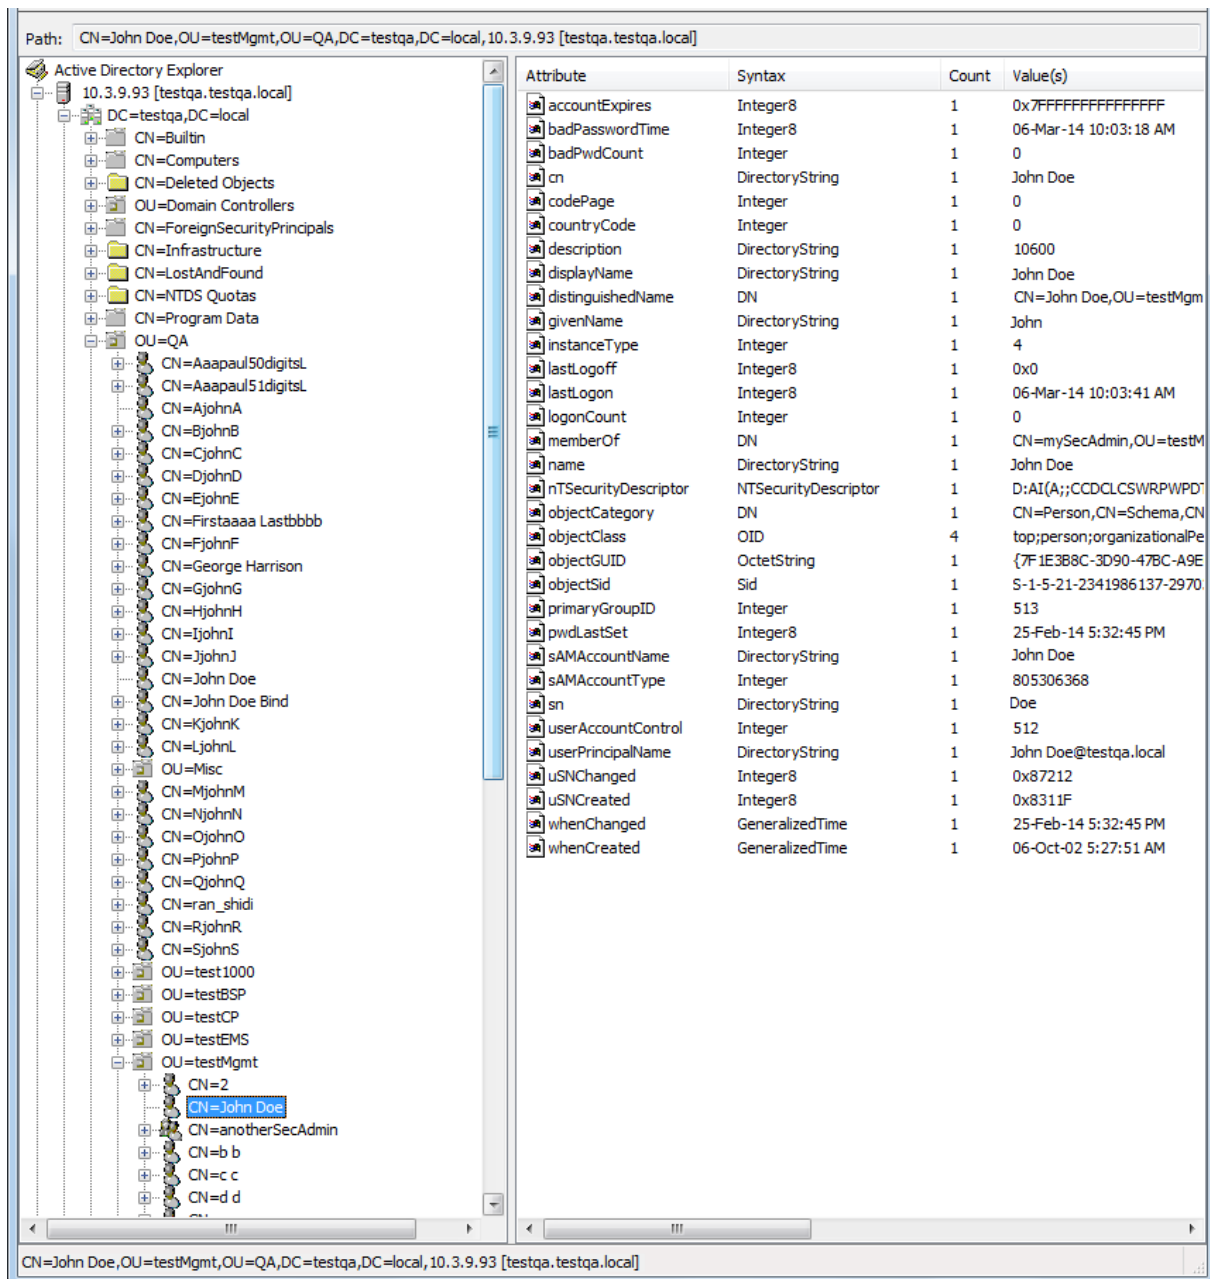 Path: CN=John Doe,OU=testMgmt,OU=QA,DC=testqa,DC=local,10.3.9.93 [testqa.testqa.local]
Active Directory Explorer
10.3.9.93 [testqa.testqa.local]
DC=testqa,DC=local
CN=Builtin
CN=Computers
CN=Deleted Objects
OU=Domain Controllers
CN=ForeignSecurityPrincipals
CN=Infrastructure
CN=LostAndFound
CN=NTDS Quotas
CN=Program Data
OU=QA
CN=Aaapaul50digitsL
CN=Aaapaul51digitsL
CN=AjohnA
CN=BjohnB
CN=CjohnC
CN=DjohnD
CN=EjohnE
CN=Firstaaaa Lastbbbb
CN=FjohnF
CN=George Harrison
CN=GjohnG
CN=HjohnH
CN=IjohnI
CN=JjohnJ
CN=John Doe
CN=John Doe Bind
CN=KjohnK
CN=LjohnL
OU=Misc
CN=MjohnM
CN=NjohnN
CN=OjohnO
CN=PjohnP
CN=QjohnQ
CN=ran_shidi
CN=RjohnR
CN=SjohnS
OU=test1000
OU=testBSP
OU=testCP
OU=testEMS
OU=testMgmt
CN=2
CN=John Doe
CN=anotherSecAdmin
CN=b b
CN=c c
CN=d d
Attribute Syntax Count Value(s)
accountExpires Integer8 1 0x7FFFFFFFFFFFFFFF
badPasswordTime Integer8 1 06-Mar-14 10:03:18 AM
badPwdCount Integer 1 0
cn DirectoryString 1 John Doe
codePage Integer 1 0
countryCode Integer 1 0
description DirectoryString 1 10600
displayName DirectoryString 1 John Doe
distinguishedName DN 1 CN=John Doe,OU=testMgm
givenName DirectoryString 1 John
instanceType Integer 1 4
lastLogoff Integer8 1 0x0
lastLogon Integer8 1 06-Mar-14 10:03:41 AM
logonCount Integer 1 0
memberOf DN 1 CN=mySecAdmin,OU=testM
name DirectoryString 1 John Doe
nTSecurityDescriptor NTSecurityDescriptor 1 D:AI(A;;CCDCLCSWRPWPDT
objectCategory DN 1 CN=Person,CN=Schema,CN
objectClass OID 4 top;person;organizationalPe
objectGUID OctetString 1 {7F1E3B8C-3D90-47BC-A9E
objectSid Sid 1 S-1-5-21-2341986137-2970
primaryGroupID Integer 1 513
pwdLastSet Integer8 1 25-Feb-14 5:32:45 PM
sAMAccountName DirectoryString 1 John Doe
sAMAccountType Integer 1 805306368
sn DirectoryString 1 Doe
userAccountControl Integer 1 512
userPrincipalName DirectoryString 1 John Doe@testqa.local
uSNChanged Integer8 1 0x87212
uSNCreated Integer8 1 0x8311F
whenChanged GeneralizedTime 1 25-Feb-14 5:32:45 PM
whenCreated GeneralizedTime 1 06-Oct-02 5:27:51 AM
CN=John Doe,OU=testMgmt,OU=QA,DC=testqa,DC=local,10.3.9.93 [testqa.testqa.local]